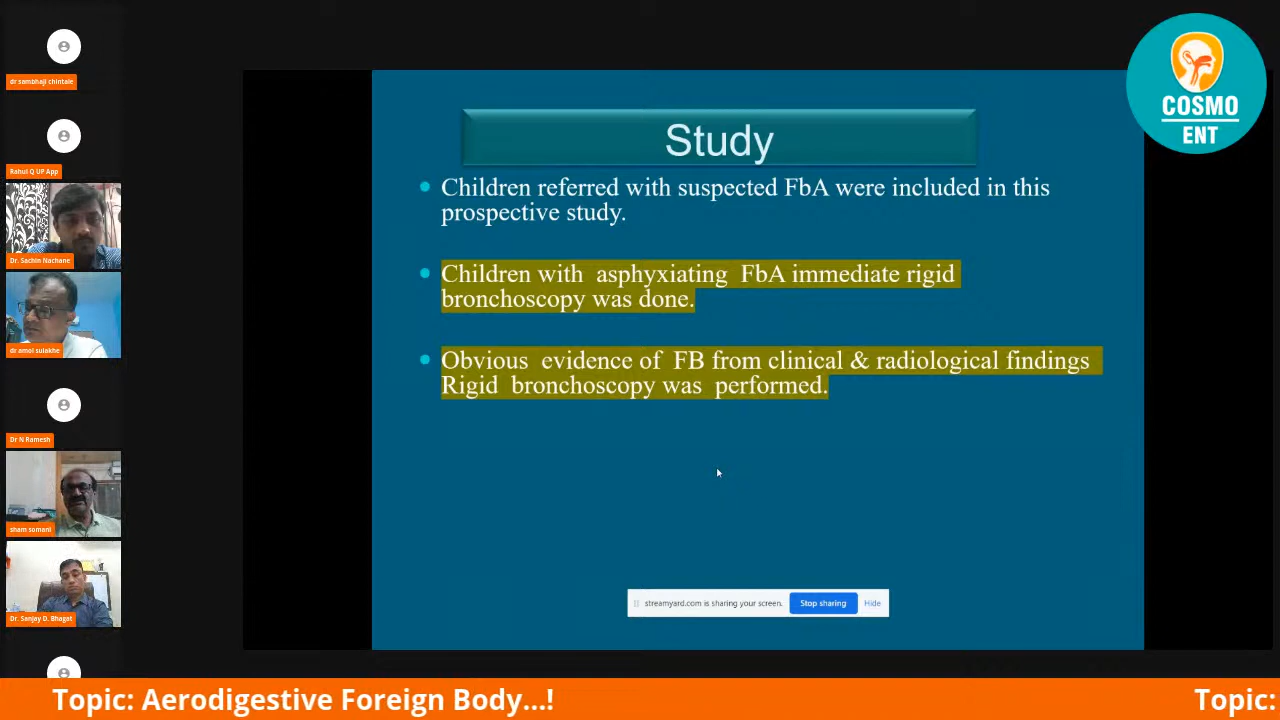 dr sambhaji chintale
Rahul Q UP App
Dr. Sachin Nachane
dr amol sulakhe
Dr N Ramesh
sham somani
Dr. Sanjay D. Bhagat
COSMO
ENT
Study
Children referred with suspected FbA were included in this
prospective study.
Children with asphyxiating FbA immediate rigid
bronchoscopy was done.
Obvious evidence of FB from clinical & radiological findings
Rigid bronchoscopy was performed.
streamyard.com is sharing your screen. Stop sharing Hide
Topic: Aerodigestive Foreign Body...! Topic: